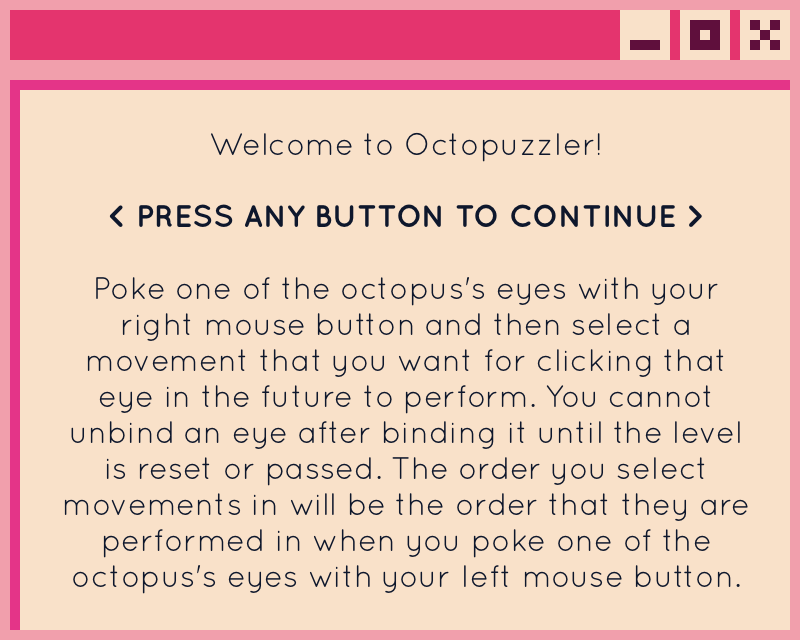 Welcome to Octopuzzler!
< PRESS ANY BUTTON TO CONTINUE >
Poke one of the octopus's eyes with your
right mouse button and then select a
movement that you want for clicking that
eye in the future to perform. You cannot
unbind an eye after binding it until the level
is reset or passed. The order you select
movements in will be the order that they are
performed in when you poke one of the
octopus's eyes with your left mouse button.